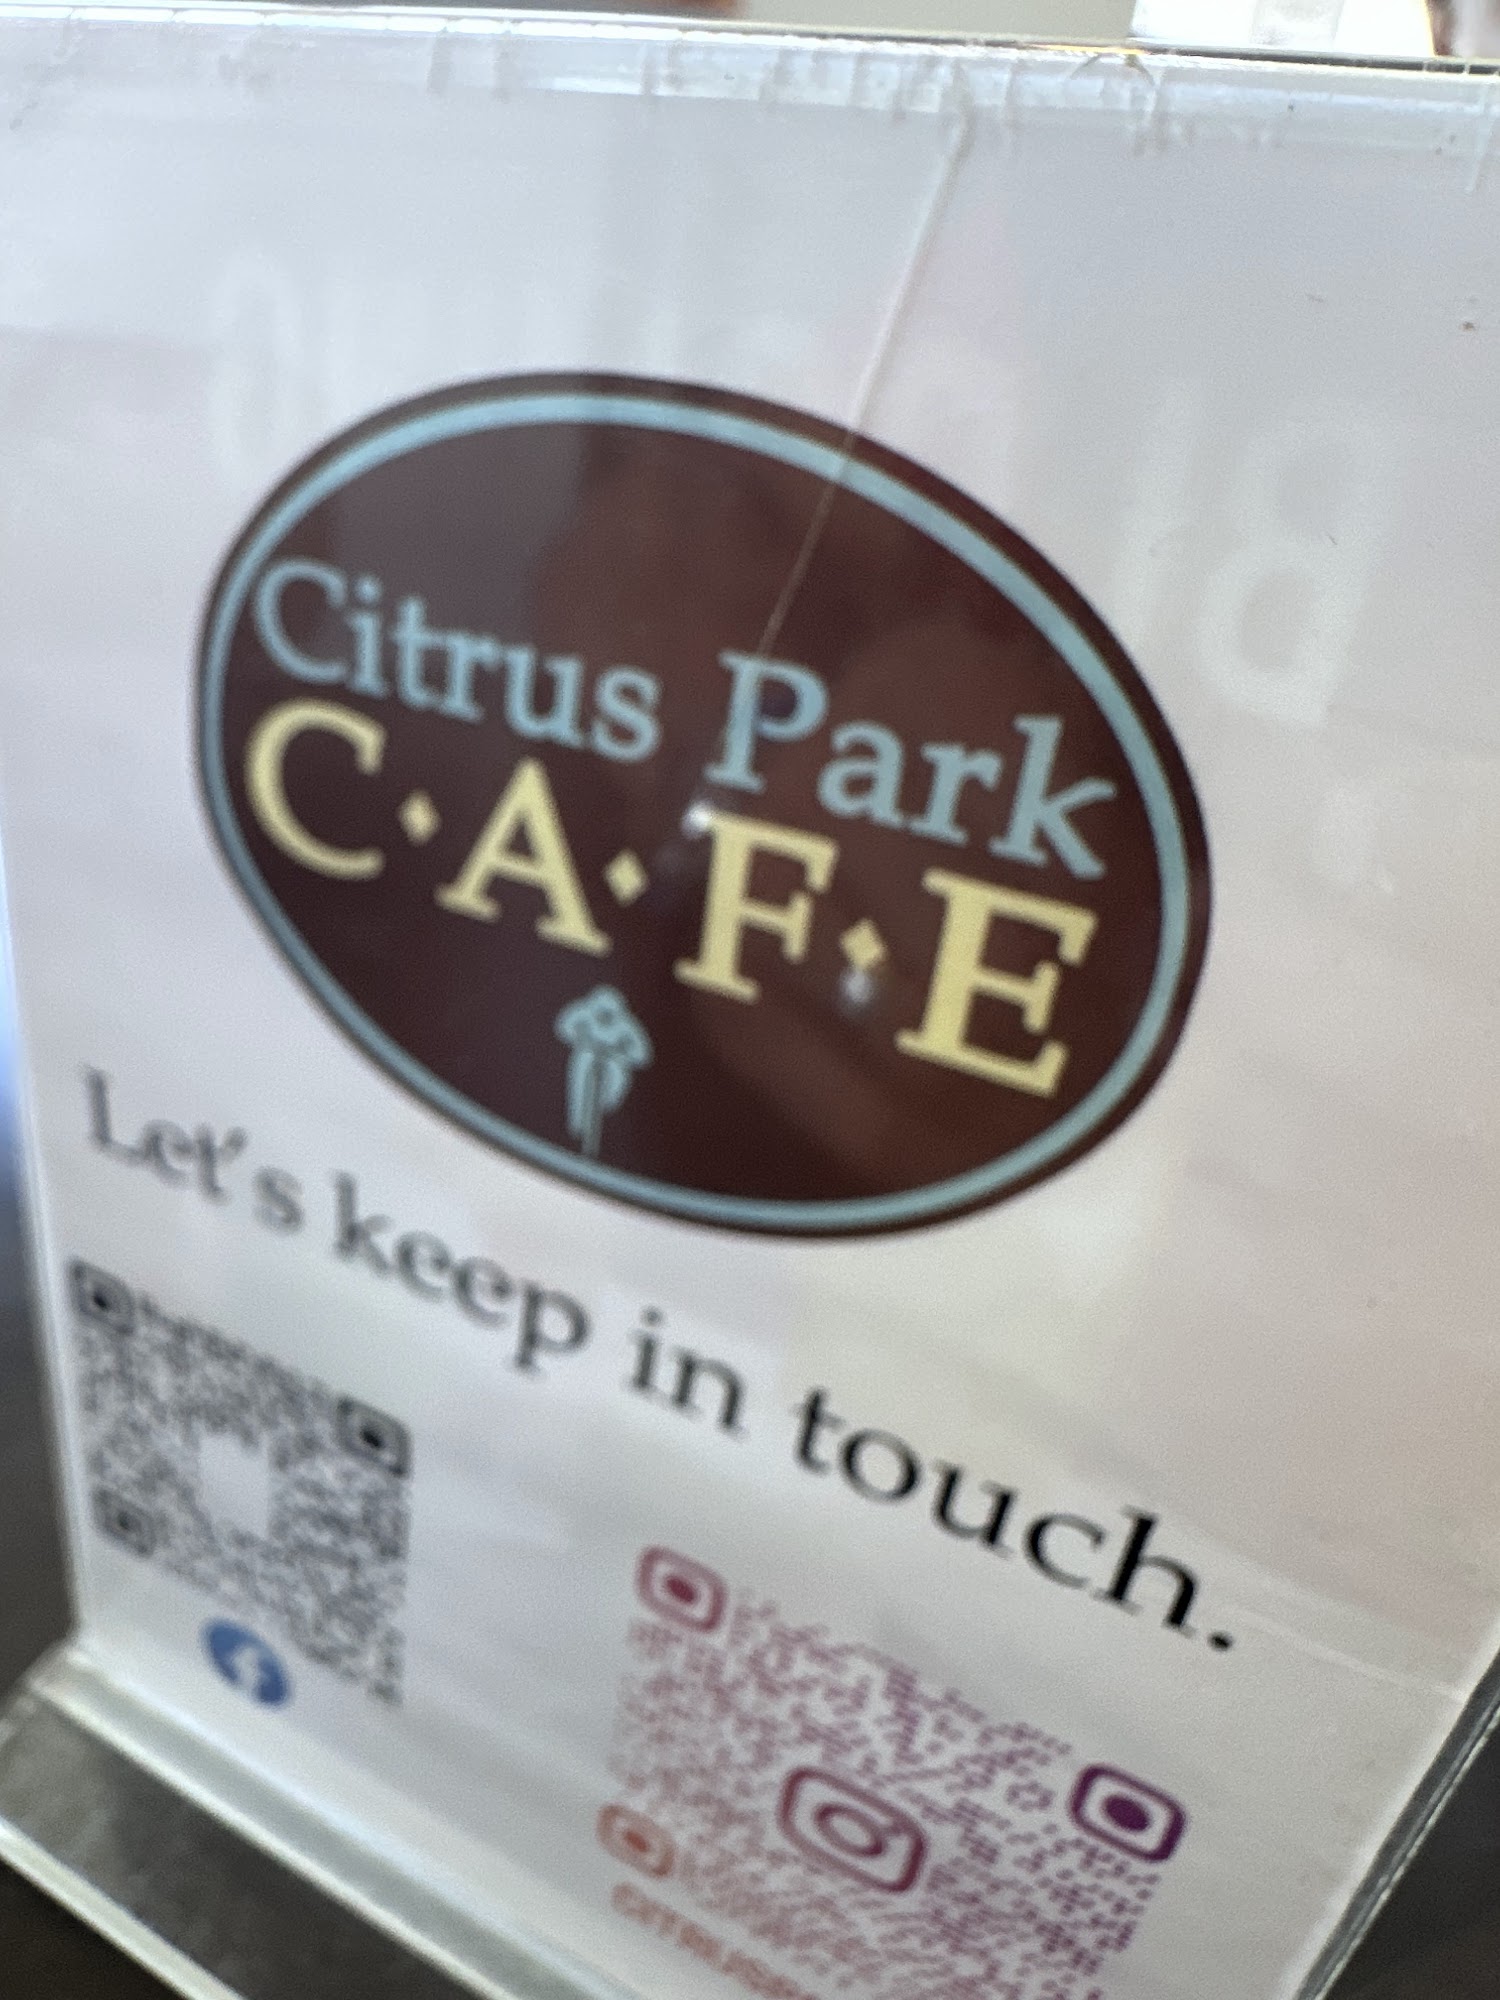 Citrus Park
C·A·F·E
Let's keep in touch.